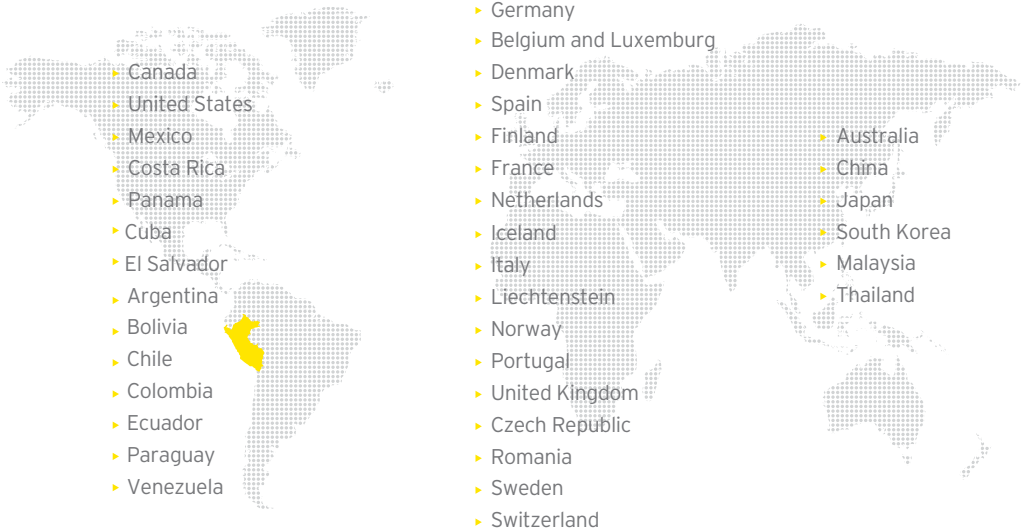 Canada
United States
Mexico
Costa Rica
Panama
Cuba
El Salvador
Argentina
Bolivia
Chile
Colombia
Ecuador
Paraguay
Venezuela
Germany
Belgium and Luxemburg
Denmark
Spain
Finland
France
Netherlands
Iceland
Italy
Liechtenstein
Norway
Portugal
United Kingdom
Czech Republic
Romania
Sweden
Switzerland
Australia
China
Japan
South Korea
Malaysia
Thailand